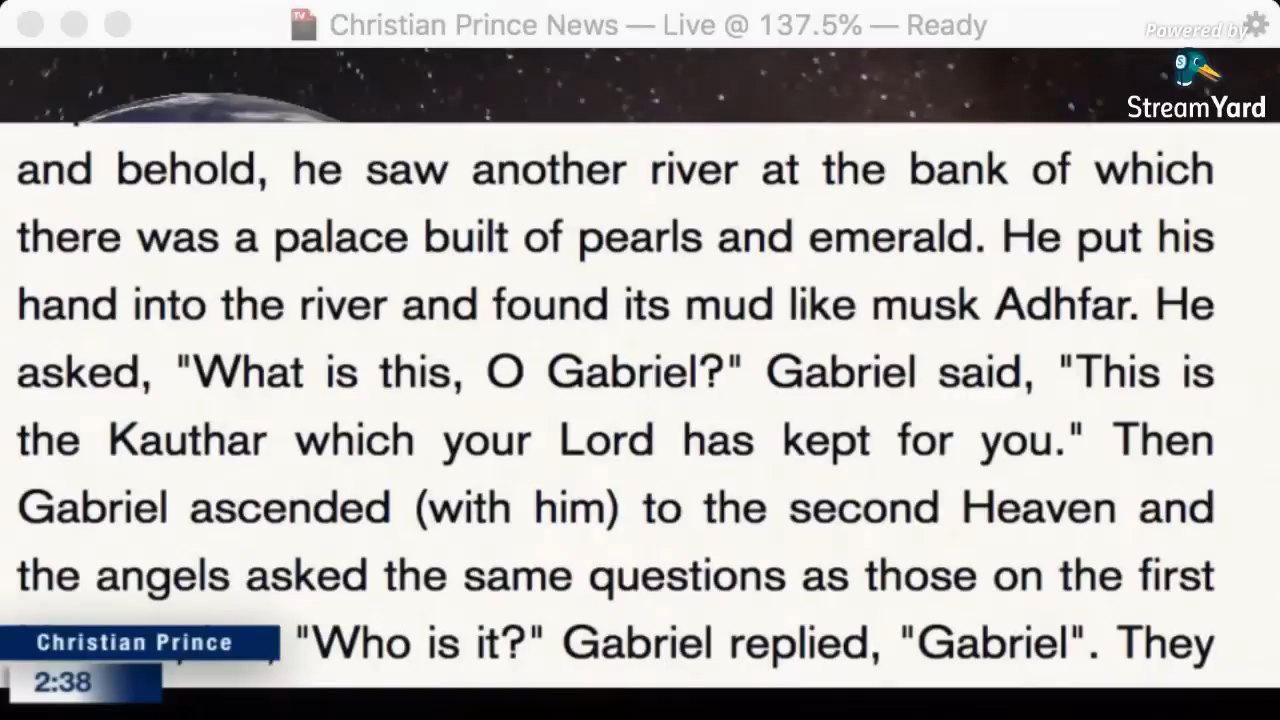 Christian Prince News — Live @ 137.5% — Ready
Powered by
StreamYard
and behold, he saw another river at the bank of which
there was a palace built of pearls and emerald. He put his
hand into the river and found its mud like musk Adhfar. He
asked, "What is this, O Gabriel?" Gabriel said, "This is
the Kauthar which your Lord has kept for you." Then
Gabriel ascended (with him) to the second Heaven and
the angels asked the same questions as those on the first
"Who is it?" Gabriel replied, "Gabriel". They
Christian Prince
2:38